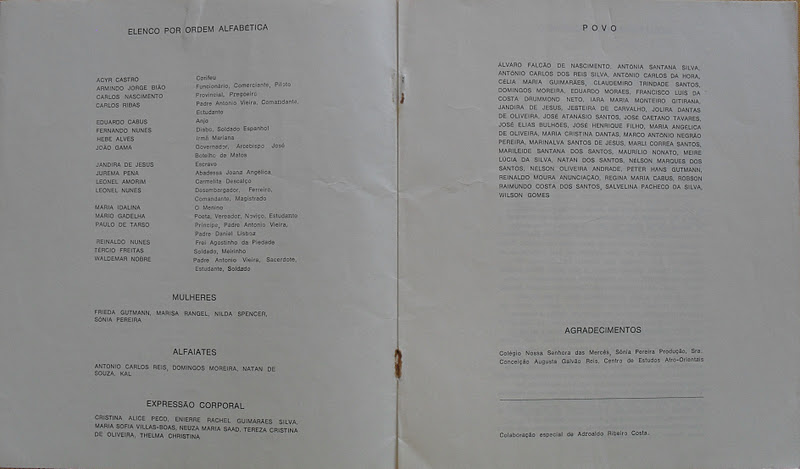 ELENCO POR ORDEM ALFABÉTICA
ACYR CASTRO Corifeu
ARMINDO JORGE BIÃO Funcionário, Comerciante, Piloto
CARLOS NASCIMENTO Provincial, Pregoeiro
CARLOS RIBAS Padre Antonio Vieira, Comandante,
Estudante
EDUARDO CABUS Anjo
FERNANDO NUNES Diabo, Soldado Espanhol
HEBE ALVES Irmã Mariana
JOÃO GAMA Governador, Arcebispo José
Botelho de Matos
JANDIRA DE JESUS Escravo
JUREMA PENA Abadessa Joana Angélica
LEONEL AMORIM Carmelita Descalço
LEONEL NUNES Desembargador, Ferreiro,
Comandante, Magistrado
MARIA IDALINA O Menino
MARIO GADELHA Poeta, Vereador, Noviço, Estudante
PAULO DE TARSO Príncipe, Padre Antonio Vieira,
Padre Daniel Lisboa
REINALDO NUNES Frei Agostinho da Piedade
TERCIO FREITAS Soldado, Meirinho
WALDEMAR NOBRE Padre Antonio Vieira, Sacerdote,
Estudante, Soldado
MULHERES
FRIEDA GUTMANN, MARISA RANGEL, NILDA SPENCER,
SÔNIA PEREIRA
ALFAIATES
ANTONIO CARLOS REIS, DOMINGOS MOREIRA, NATAN DE
SOUZA, KAL
EXPRESSÃO CORPORAL
CRISTINA ALICE PECO, ENIERRE RACHEL GUIMARÃES SILVA,
MARIA SOFIA VILLAS-BOAS, NEUZA MARIA SAAD, TEREZA CRISTINA
DE OLIVEIRA, THELMA CHRISTINA
POVO
ÁLVARO FALCÃO DE NASCIMENTO, ANTONIA SANTANA SILVA,
ANTÔNIO CARLOS DOS REIS SILVA, ANTÔNIO CARLOS DA HORA,
CÉLIA MARIA GUIMARÃES, CLAUDEMIRO TRINDADE SANTOS,
DOMINGOS MOREIRA, EDUARDO MORAES, FRANCISCO LUIS DA
COSTA DRUMMOND NETO, IARA MARIA MONTEIRO GITIRANA,
JANDIRA DE JESUS, JESTEIRA DE CARVALHO, JOLIRA DANTAS
DE OLIVEIRA, JOSE ATANASIO SANTOS, JOSE CAETANO TAVARES,
JOSÉ ELIAS BULHÕES, JOSÉ HENRIQUE FILHO, MARIA ANGELICA
DE OLIVEIRA, MARIA CRISTINA DANTAS, MARCO ANTONIO NEGRÃO
PEREIRA, MARINALVA SANTOS DE JESUS, MARLI CORREA SANTOS,
MARILEIDE SANTANA DOS SANTOS, MAURILIO NONATO, MEIRE
LÚCIA DA SILVA, NATAN DOS SANTOS, NELSON MARQUES DOS
SANTOS, NELSON OLIVEIRA ANDRADE, PETER HANS GUTMANN,
REINALDO MOURA ANUNCIAÇÃO, REGINA MARIA CABUS, ROBSON
RAIMUNDO COSTA DOS SANTOS, SALVELINA PACHECO DA SILVA,
WILSON GOMES
AGRADECIMENTOS
Colégio Nossa Senhora das Mercês, Sônia Pereira Produção, Sra.
Conceição Augusta Galvão Reis, Centro de Estudos Afro-Orientais
Colaboração especial de Adroaldo Ribeiro Costa.